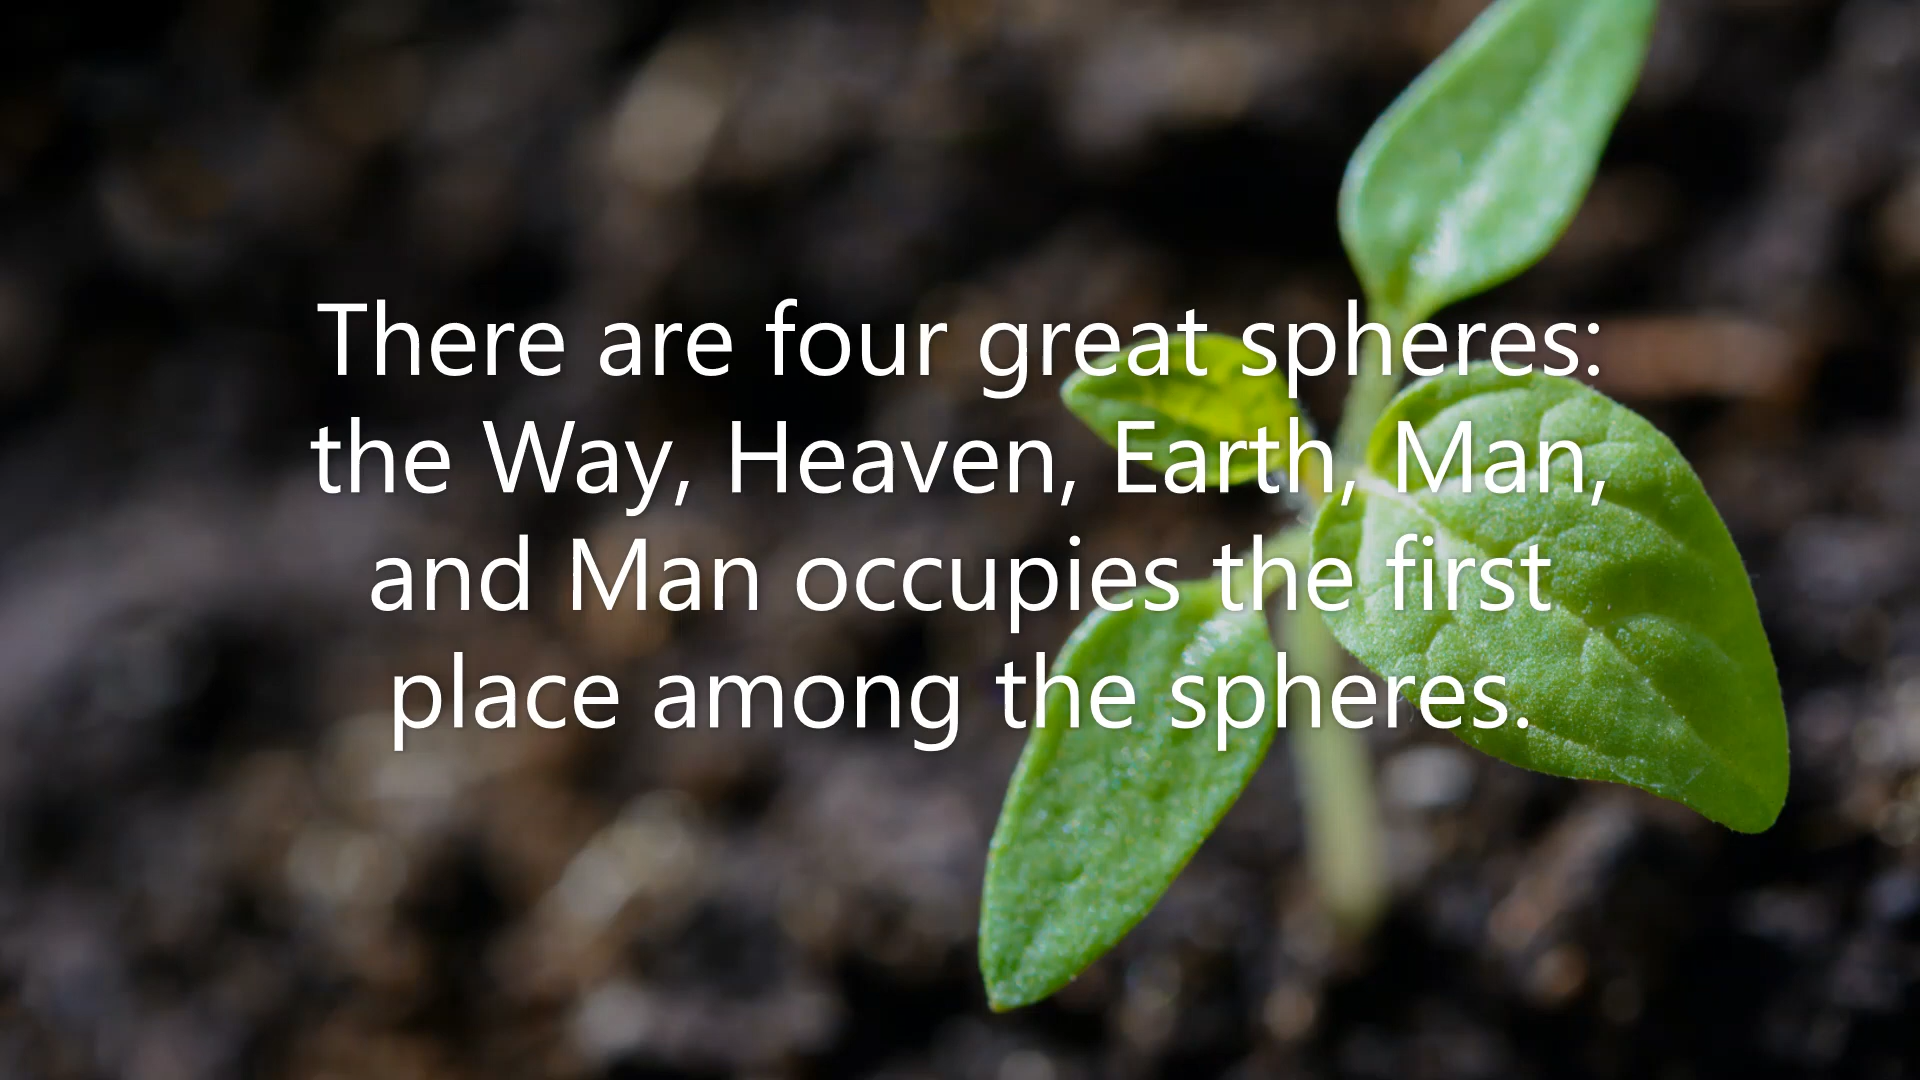 There are four great spheres:
the Way, Heaven, Earth, Man,
and Man occupies the first
place among the spheres.